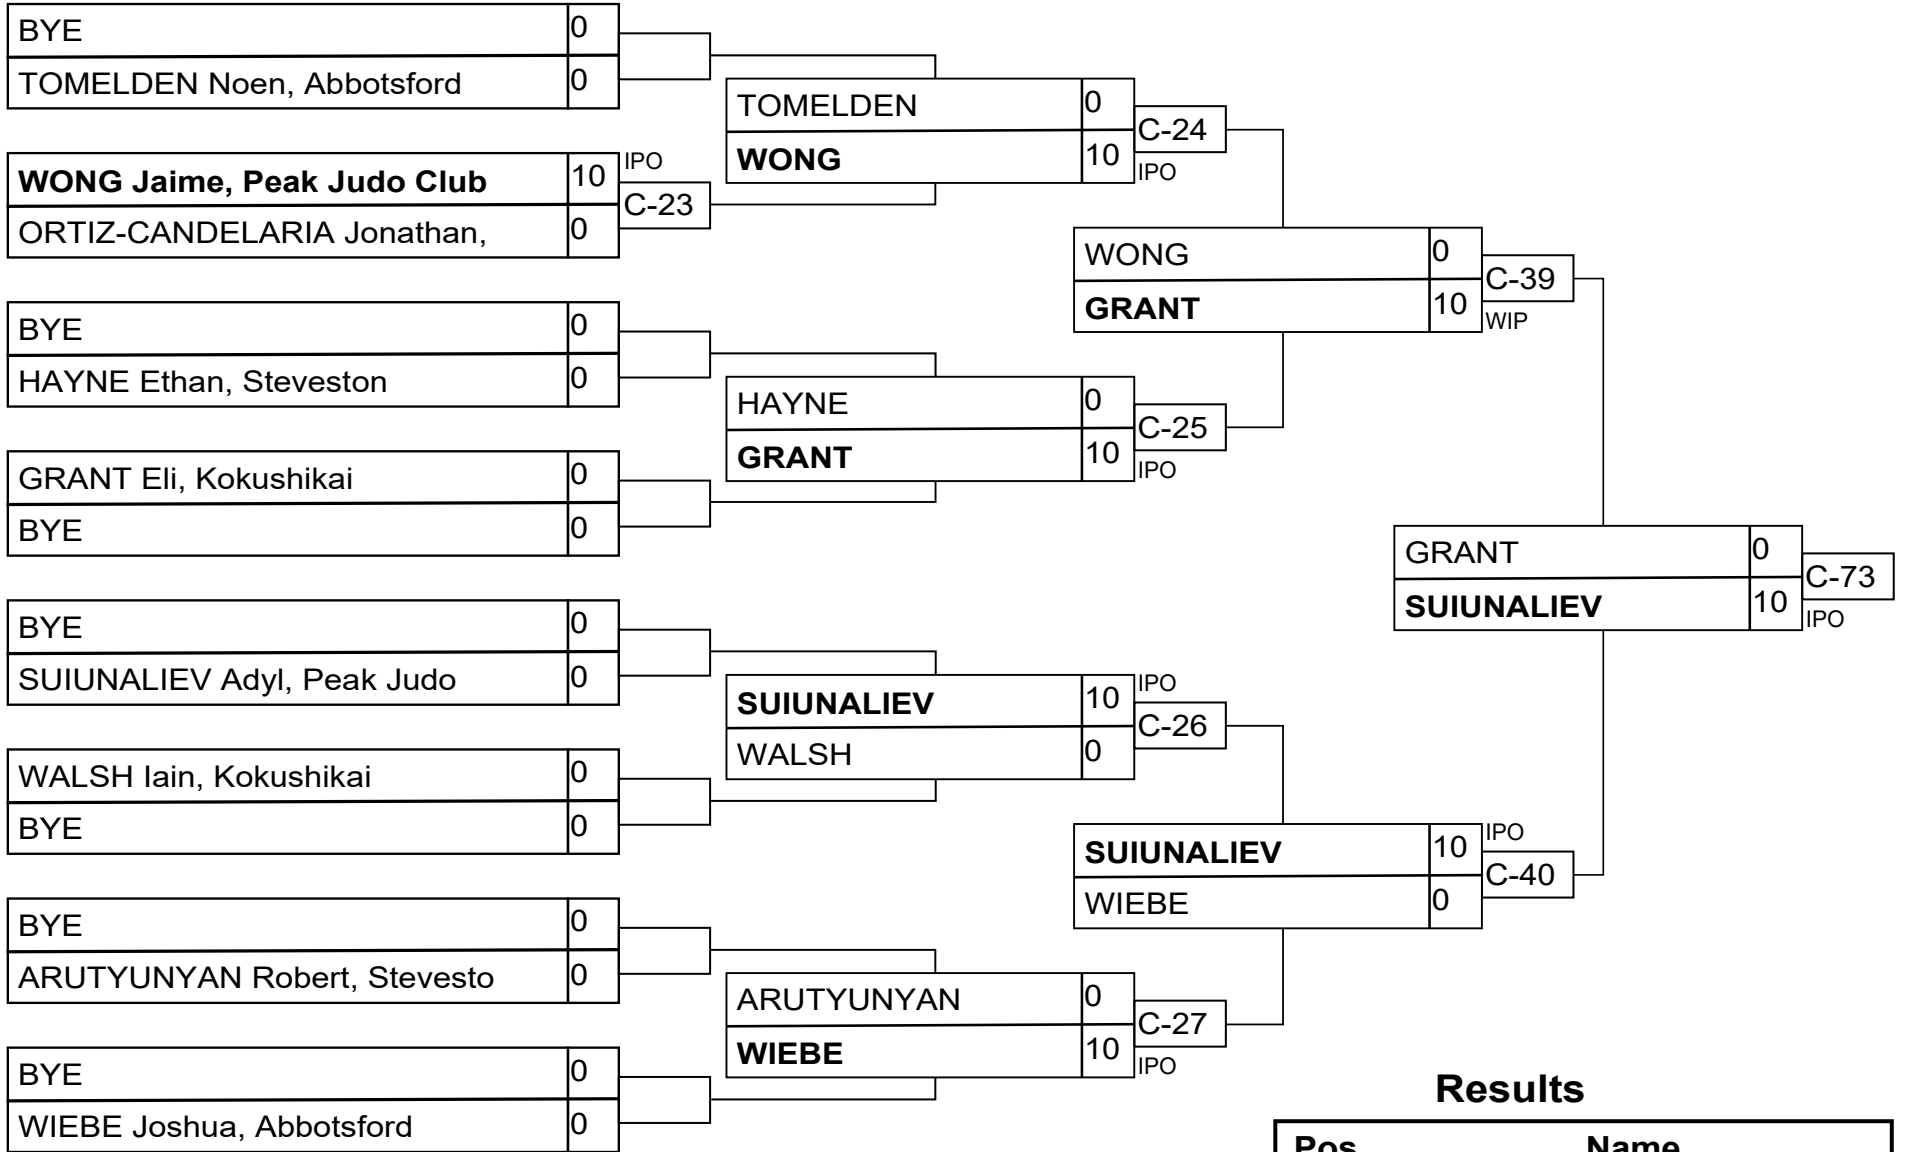 BYE 0
TOMELDEN Noen, Abbotsford 0
WONG Jaime, Peak Judo Club 10 IPO
ORTIZ-CANDELARIA Jonathan, 0
C-23
BYE 0
HAYNE Ethan, Steveston 0
GRANT Eli, Kokushikai 0
BYE 0
BYE 0
SUIUNALIEV Adyl, Peak Judo 0
WALSH Iain, Kokushikai 0
BYE 0
BYE 0
ARUTYUNYAN Robert, Stevesto 0
BYE 0
WIEBE Joshua, Abbotsford 0
TOMELDEN 0
WONG 10
C-24
IPO
HAYNE 0
GRANT 10
C-25
IPO
SUIUNALIEV 10 IPO
WALSH 0
C-26
ARUTYUNYAN 0
WIEBE 10
C-27
IPO
WONG 0
GRANT 10
C-39
WIP
SUIUNALIEV 10 IPO
WIEBE 0
C-40
GRANT 0
SUIUNALIEV 10
C-73
IPO
Results
Pos Name